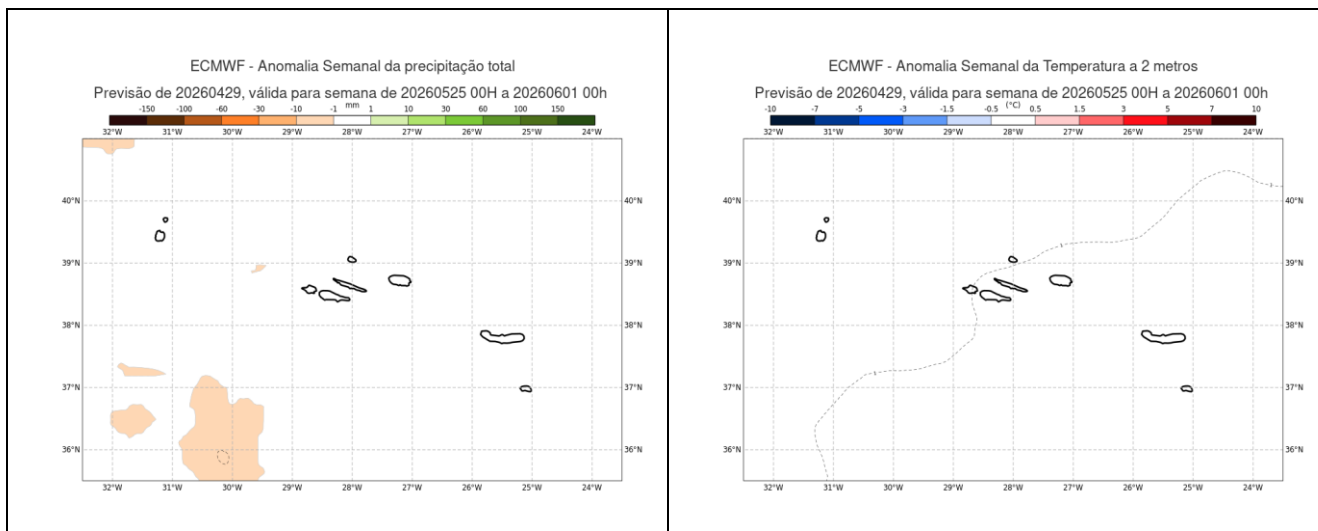 ECMWF - Anomalia Semanal da precipitação total
Previsão de 20260429, válida para semana de 20260525 00H a 20260601 00h
-150 -100 -60 -30 -10 -1 mm 1 10 30 60 100 150
32°W 31°W 30°W 29°W 28°W 27°W 26°W 25°W 24°W
40°N 40°N
39°N 39°N
38°N 38°N
37°N 37°N
36°N 36°N
32°W 31°W 30°W 29°W 28°W 27°W 26°W 25°W 24°W
ECMWF - Anomalia Semanal da Temperatura a 2 metros
Previsão de 20260429, válida para semana de 20260525 00H a 20260601 00h
-10 -7 -5 -3 -1.5 -0.5 (°C) 0.5 1.5 3 5 7 10
32°W 31°W 30°W 29°W 28°W 27°W 26°W 25°W 24°W
40°N 40°N
39°N 39°N
38°N 38°N
37°N 37°N
36°N 36°N
32°W 31°W 30°W 29°W 28°W 27°W 26°W 25°W 24°W